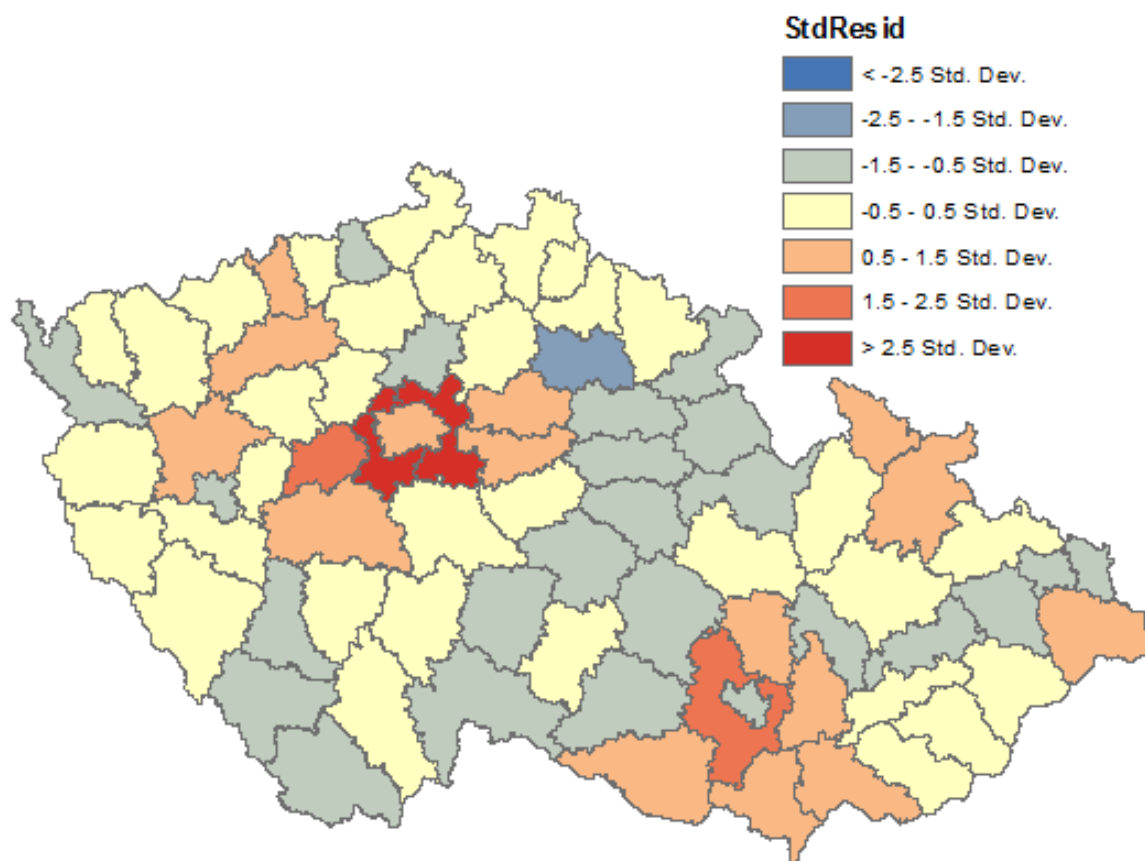 StdResid
< -2.5 Std. Dev.
-2.5 - -1.5 Std. Dev.
-1.5 - -0.5 Std. Dev.
-0.5 - 0.5 Std. Dev.
0.5 - 1.5 Std. Dev.
1.5 - 2.5 Std. Dev.
> 2.5 Std. Dev.